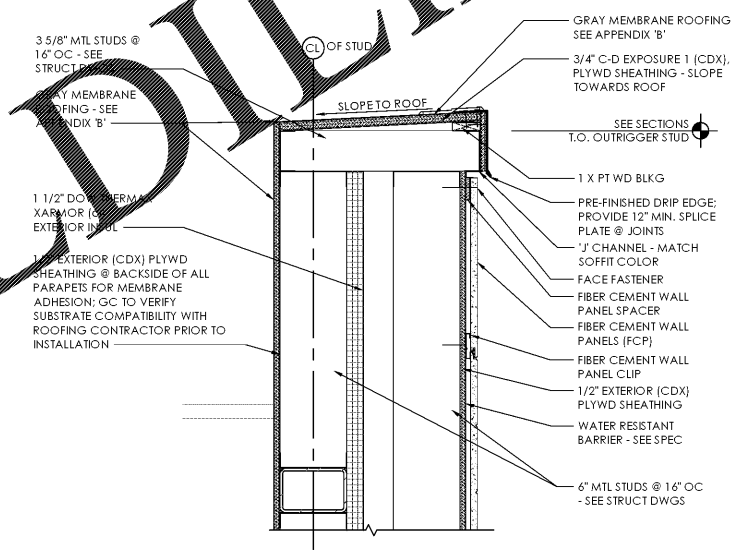 3 5/8" MTL STUDS @
16" OC - SEE
STRUCT
GRAY MEMBRANE
ROOFING - SEE
APPENDIX 'B'
1 1/2" DOW THERMAX
XARMOR
EXTERIOR INSUL
1/2" EXTERIOR (CDX) PLYWD
SHEATHING @ BACKSIDE OF ALL
PARAPETS FOR MEMBRANE
ADHESION; GC TO VERIFY
SUBSTRATE COMPATIBILITY WITH
ROOFING CONTRACTOR PRIOR TO
INSTALLATION
CL OF STUD
SLOPE TO ROOF
GRAY MEMBRANE ROOFING
SEE APPENDIX 'B'
3/4" C-D EXPOSURE 1 (CDX),
PLYWD SHEATHING - SLOPE
TOWARDS ROOF
SEE SECTIONS
T.O. OUTRIGGER STUD
1 X PT WD BLKG
PRE-FINISHED DRIP EDGE;
PROVIDE 12" MIN. SPLICE
PLATE @ JOINTS
'J' CHANNEL - MATCH
SOFFIT COLOR
FACE FASTENER
FIBER CEMENT WALL
PANEL SPACER
FIBER CEMENT WALL
PANELS (FCP)
FIBER CEMENT WALL
PANEL CLIP
1/2" EXTERIOR (CDX)
PLYWD SHEATHING
WATER RESISTANT
BARRIER - SEE SPEC
6" MTL STUDS @ 16" OC
- SEE STRUCT DWGS